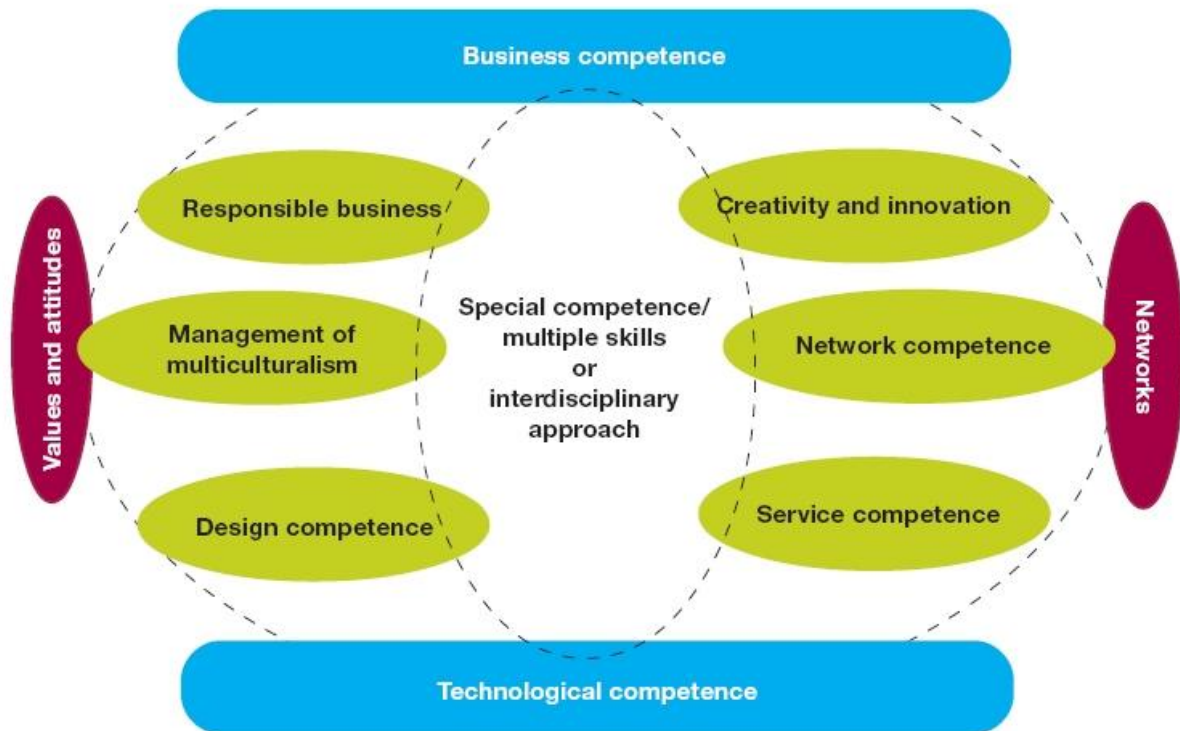 Business competence
Responsible business
Creativity and innovation
Values and attitudes
Management of
multiculturalism
Special competence/
multiple skills
or
interdisciplinary
approach
Network competence
Networks
Design competence
Service competence
Technological competence